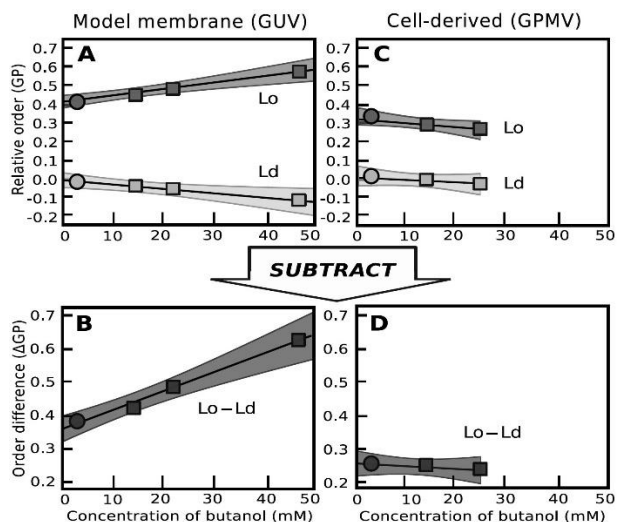 Model membrane (GUV) Cell-derived (GPMV)
A
Relative order (GP)
0.7
0.6
0.5
0.4
0.3
0.2
0.1
0.0
-0.1
-0.2
Lo
Ld
0 10 20 30 40 50
C
0.7
0.6
0.5
0.4
0.3
0.2
0.1
0.0
-0.1
-0.2
Lo
Ld
0 10 20 30 40 50
SUBTRACT
B
Order difference (ΔGP)
0.7
0.6
0.5
0.4
0.3
0.2
Lo–Ld
0 10 20 30 40 50
Concentration of butanol (mM)
D
0.7
0.6
0.5
0.4
0.3
0.2
Lo–Ld
0 10 20 30 40 50
Concentration of butanol (mM)